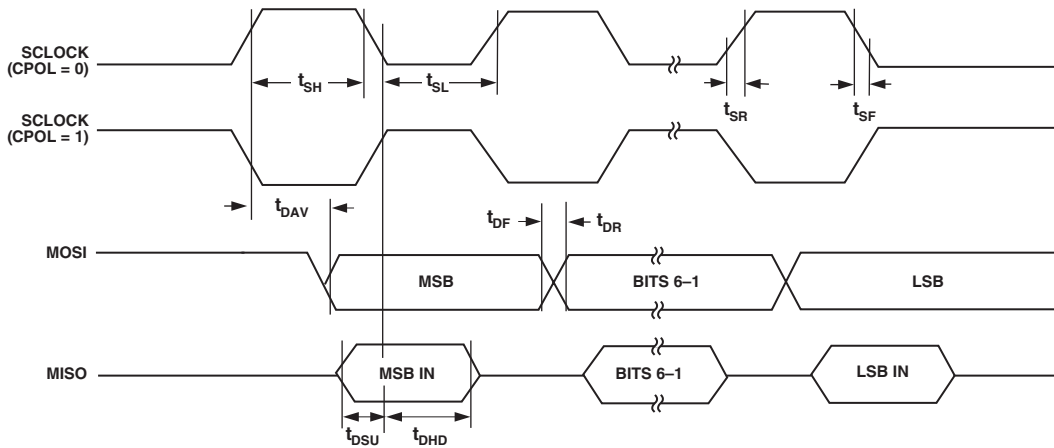 SCLOCK
(CPOL = 0)
tSH
tSL
tSR
tSF
SCLOCK
(CPOL = 1)
tDAV
tDF
tDR
MOSI
MSB
BITS 6–1
LSB
MISO
MSB IN
BITS 6–1
LSB IN
tDSU
tDHD